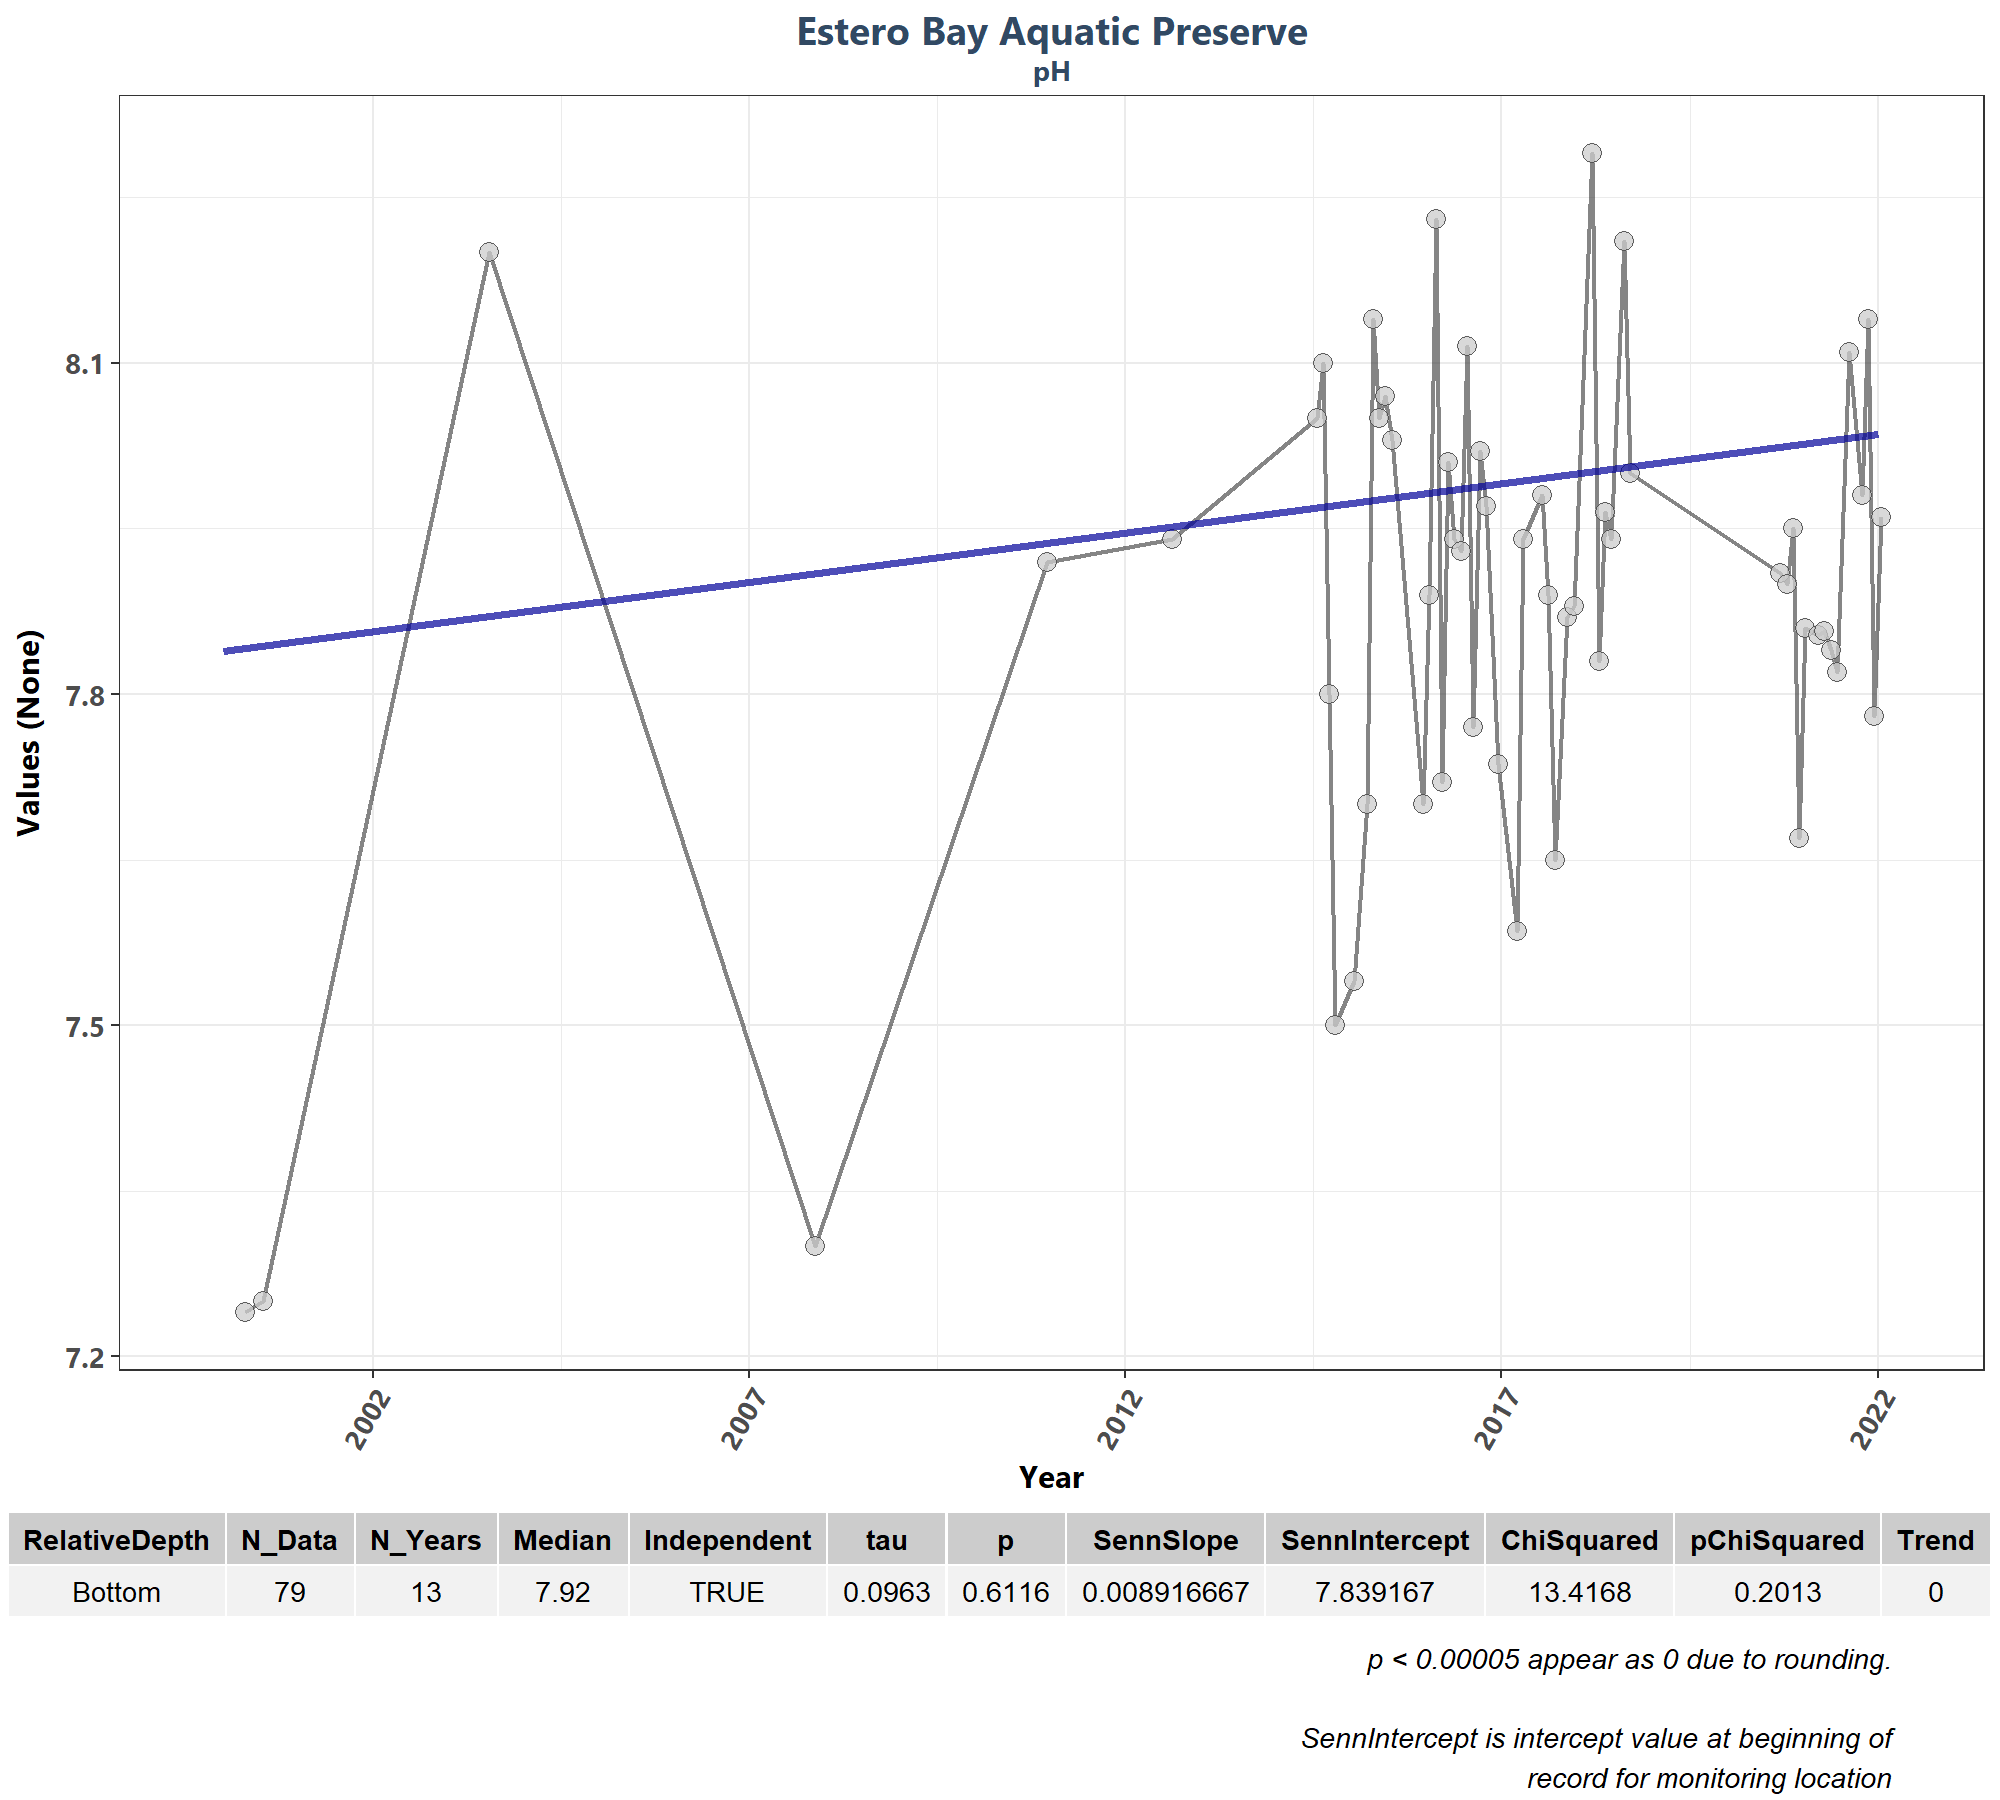 Estero Bay Aquatic Preserve
pH
Values (None)
8.1
7.8
7.5
7.2
2002
2007
2012
2017
2022
Year
RelativeDepth N_Data N_Years Median Independent tau p SennSlope SennIntercept ChiSquared pChiSquared Trend
Bottom 79 13 7.92 TRUE 0.0963 0.6116 0.008916667 7.839167 13.4168 0.2013 0
p < 0.00005 appear as 0 due to rounding.
SennIntercept is intercept value at beginning of
record for monitoring location